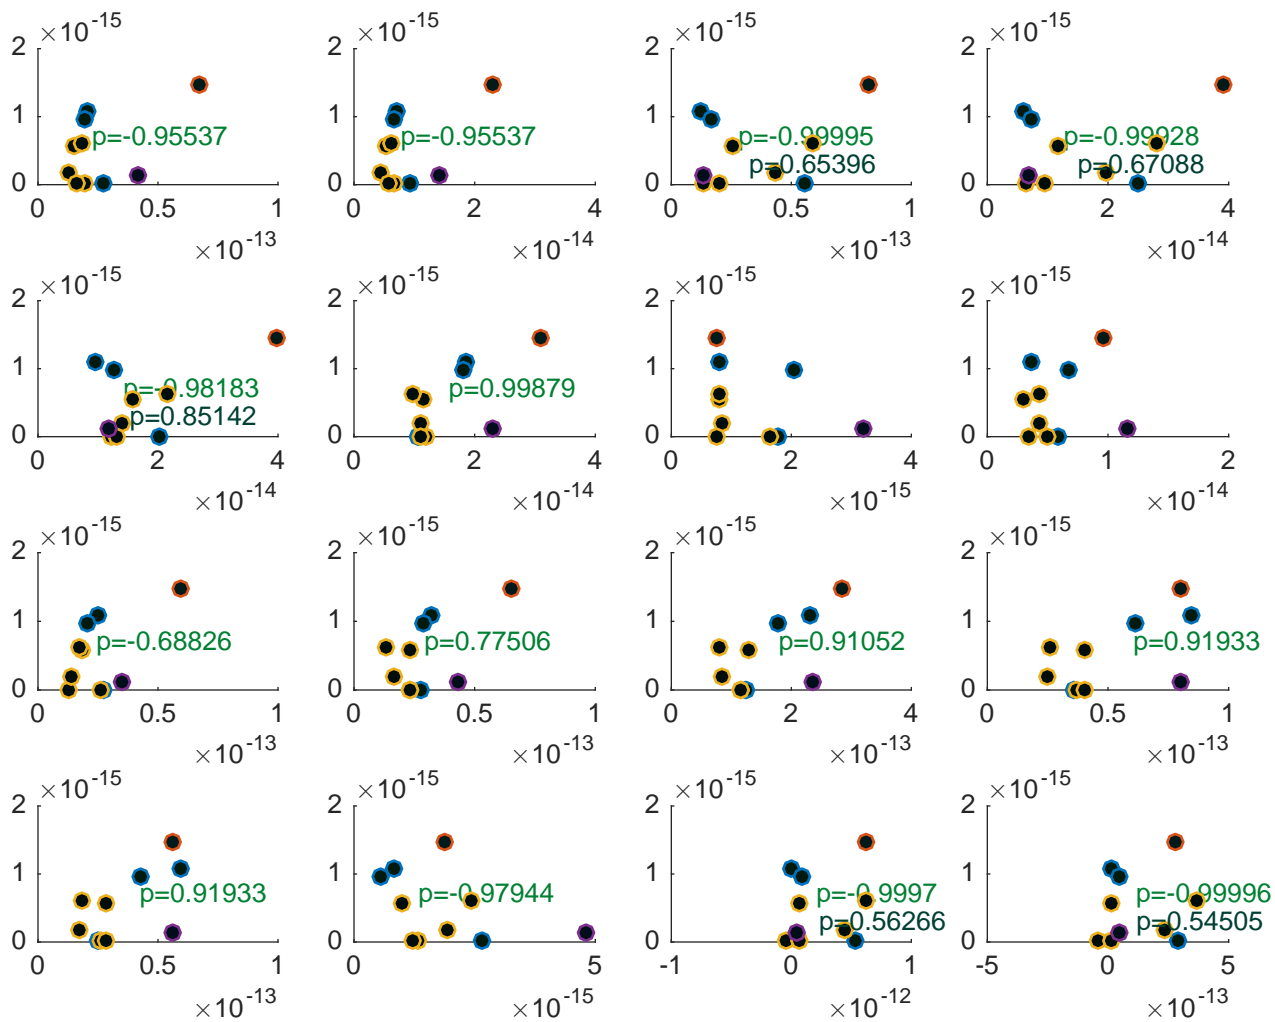 ×10-15 ×10-15 ×10-15 ×10-15
2 2 2 2
1 1 1 1
p=-0.95537 p=-0.95537 p=-0.99995 p=-0.99928
p=0.65396 p=0.67088
0 0 0 0
0 0.5 1 0 2 4 0 0.5 1 0 2 4
×10-13 ×10-14 ×10-13 ×10-14
×10-15 ×10-15 ×10-15 ×10-15
2 2 2 2
1 1 1 1
p=-0.98183 p=0.99879
p=0.85142
0 0 0 0
0 2 4 0 2 4 0 2 4 0 1 2
×10-14 ×10-14 ×10-15 ×10-14
×10-15 ×10-15 ×10-15 ×10-15
2 2 2 2
1 1 1 1
p=-0.68826 p=0.77506 p=0.91052 p=0.91933
0 0 0 0
0 0.5 1 0 0.5 1 0 2 4 0 0.5 1
×10-13 ×10-13 ×10-13 ×10-13
×10-15 ×10-15 ×10-15 ×10-15
2 2 2 2
1 1 1 1
p=0.91933 p=-0.97944 p=-0.9997 p=-0.99996
p=0.56266 p=0.54505
0 0 0 0
0 0.5 1 0 5 -1 0 1 -5 0 5
×10-13 ×10-15 ×10-12 ×10-13